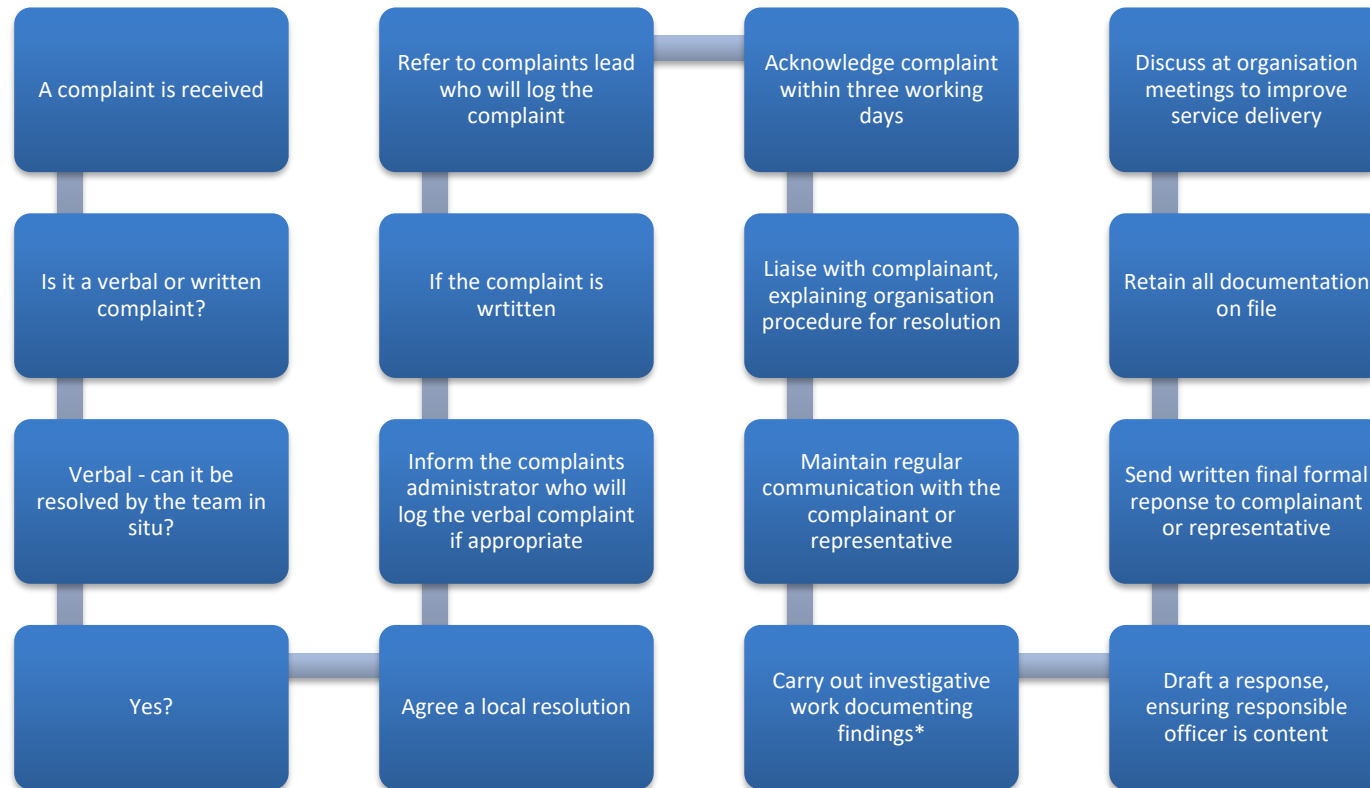 A complaint is received
Is it a verbal or written
complaint?
Verbal - can it be
resolved by the team in
situ?
Yes?
Agree a local resolution
Inform the complaints
administrator who will
log the verbal complaint
if appropriate
If the complaint is
wrtitten
Refer to complaints lead
who will log the
complaint
Acknowledge complaint
within three working
days
Liaise with complainant,
explaining organisation
procedure for resolution
Maintain regular
communication with the
complainant or
representative
Carry out investigative
work documenting
findings*
Draft a response,
ensuring responsible
officer is content
Send written final formal
reponse to complainant
or representative
Retain all documentation
on file
Discuss at organisation
meetings to improve
service delivery